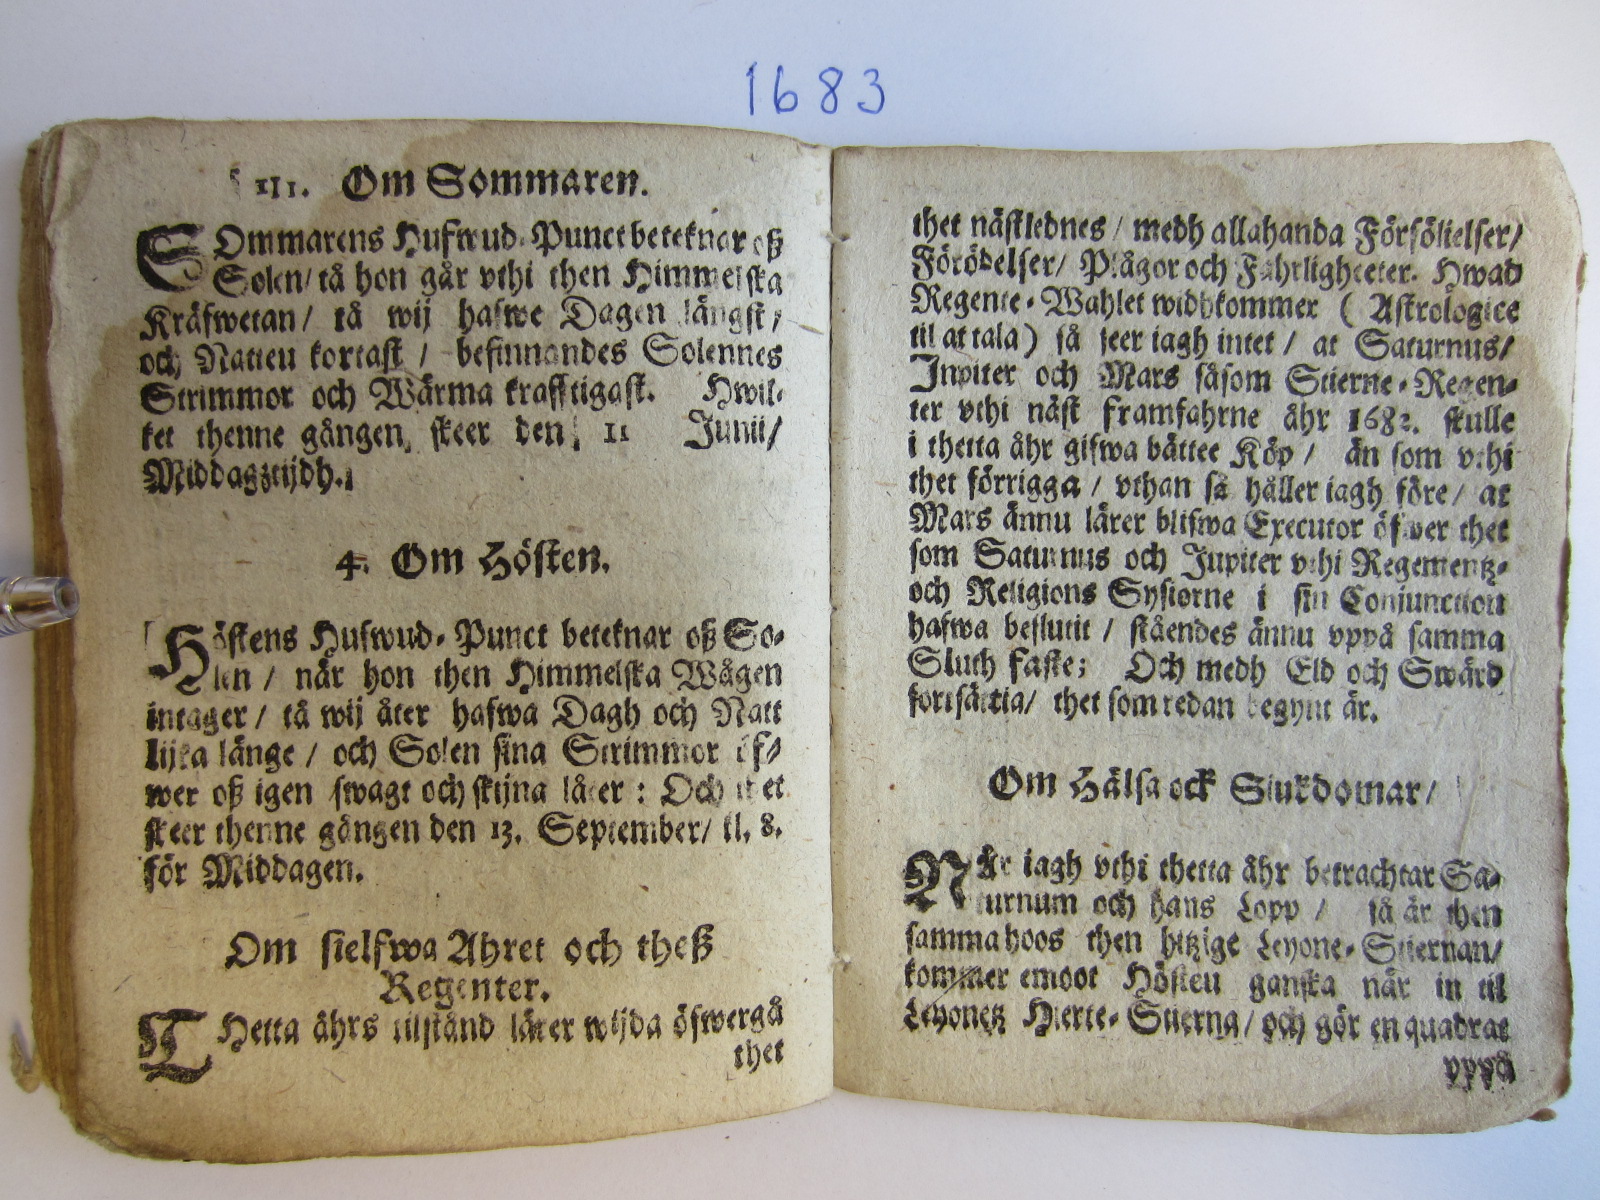 1683
III. Om Sommaren.
SOmmarens Hufwud-Punct beteknar oß
Solen/ tå hon går vthi then Himmelska
Kräfwetan/ tå wij hafwe Dagen längst/
och Natten kortast / befinnandes Solennes
Strimmor och Wärma krafftigast. Hwil-
ket thenne gången skeer den 11 Junii/
Middagztijdh.
4. Om Hösten.
Höstens Hufwud-Punct beteknar oß So-
len / när hon then Himmelska Wågen
intager / tå wij åter hafwa Dagh och Natt
lijka länge / och Solen sina Strimmor öf-
wer oß igen swagt och skijna låter : Och thet
skeer thenne gången den 13. September/ kl. 8.
för Middagen.
Om sielfwa Ahret och theß
Regenter.
THetta åhrs tilstånd lärer wijda öfwergå
thet
thet nästlednes / medh allahanda Förföllelser/
Förödelser/ Plågor och Fahrligheeter. Hwad
Regente-Wahlet widhkommer ( Astrologice
til at tala) så seer iagh intet / at Saturnus/
Jupiter och Mars såsom Stierne-Regen-
ter vthi näst framfahrne åhr 1682. skulle
i thetta åhr gifwa bättre Köp / än som vthi
thet förrigga / vthan så håller iagh före / at
Mars ännu lärer blifwa Executor öfwer thet
som Saturnus och Jupiter vthi Regementz-
och Religions Sysslorne i sin Conjunction
hafwa beslutit / ståendes ännu vppå samma
Sluth faste; Och medh Eld och Swärd
fortsättia/ thet som redan begynt är.
Om Hälsa ock Siukdomar/
När iagh vthi thetta åhr betrachtar Sa-
turnum och hans Lopp / så är then
samma hoos then hitzige Leyone-Stiernan/
kommer emoot Hösten ganska när in til
Leyonetz Hierte-Stierna/ och gör en quadrat
vppå